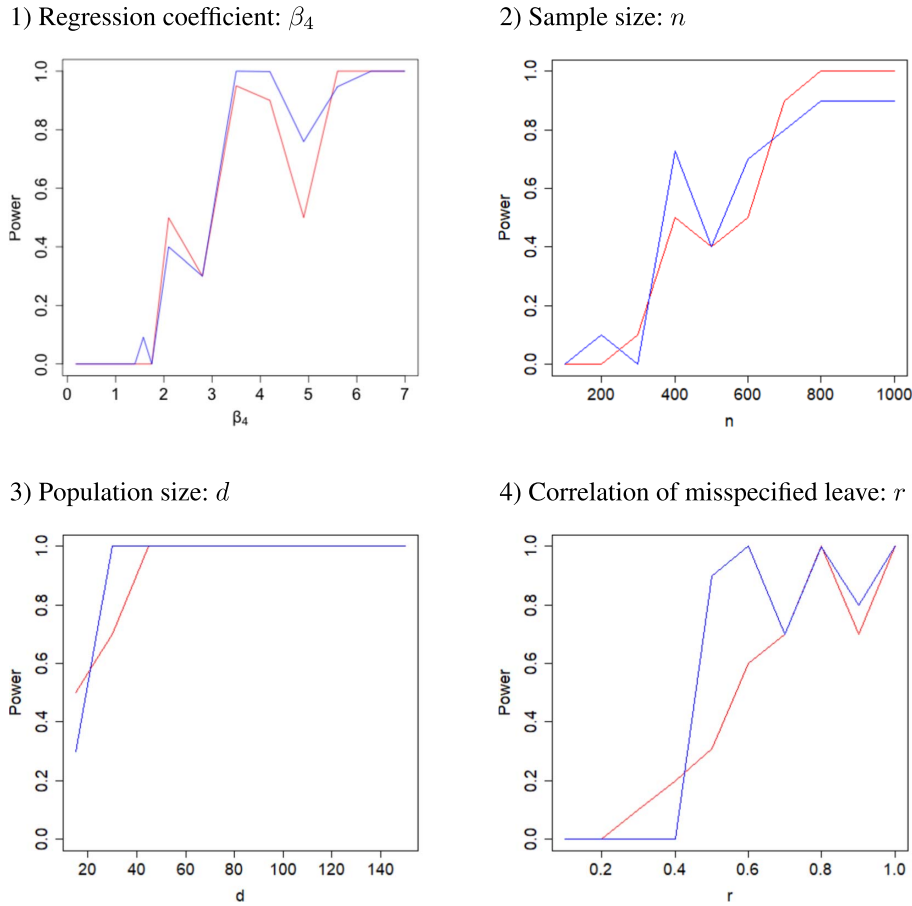 1) Regression coefficient: β₄
1.0
0.8
0.6
0.4
0.2
0.0
Power
0 1 2 3 4 5 6 7
β₄
2) Sample size: n
1.0
0.8
0.6
0.4
0.2
0.0
Power
200 400 600 800 1000
n
3) Population size: d
1.0
0.8
0.6
0.4
0.2
0.0
Power
20 40 60 80 100 120 140
d
4) Correlation of misspecified leave: r
1.0
0.8
0.6
0.4
0.2
0.0
Power
0.2 0.4 0.6 0.8 1.0
r